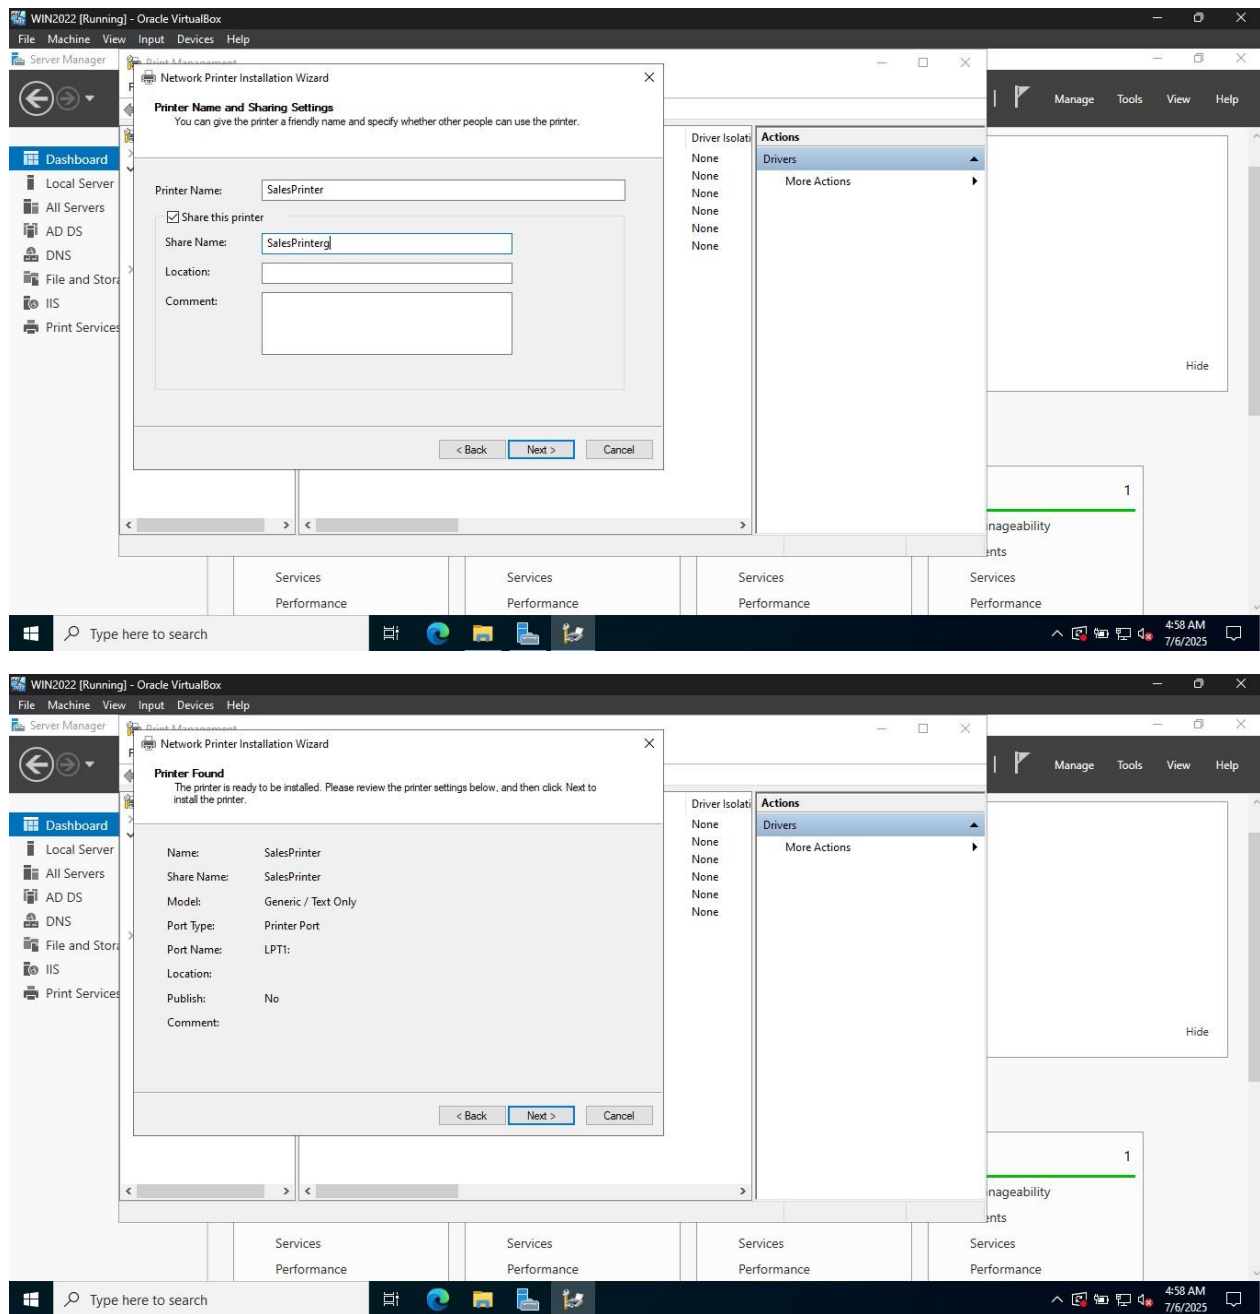 WIN2022 [Running] - Oracle VirtualBox
File Machine View Input Devices Help
Server Manager
Print Management
Network Printer Installation Wizard
Manage Tools View Help
Printer Name and Sharing Settings
You can give the printer a friendly name and specify whether other people can use the printer.
Dashboard
Local Server
All Servers
AD DS
DNS
File and Stora
IIS
Print Services
Printer Name: SalesPrinter
Share this printer
Share Name: SalesPrinterg
Location:
Comment:
< Back Next > Cancel
Driver Isolati
None
None
None
None
None
None
Actions
Drivers
More Actions
Hide
1
nageability
ents
Services Services Services Services
Performance Performance Performance Performance
Type here to search
4:58 AM
7/6/2025
WIN2022 [Running] - Oracle VirtualBox
File Machine View Input Devices Help
Server Manager
Print Management
Network Printer Installation Wizard
Manage Tools View Help
Printer Found
The printer is ready to be installed. Please review the printer settings below, and then click Next to
install the printer.
Dashboard
Local Server
All Servers
AD DS
DNS
File and Stora
IIS
Print Services
Name: SalesPrinter
Share Name: SalesPrinter
Model: Generic / Text Only
Port Type: Printer Port
Port Name: LPT1:
Location:
Publish: No
Comment:
< Back Next > Cancel
Driver Isolati
None
None
None
None
None
None
Actions
Drivers
More Actions
Hide
1
nageability
ents
Services Services Services Services
Performance Performance Performance Performance
Type here to search
4:58 AM
7/6/2025